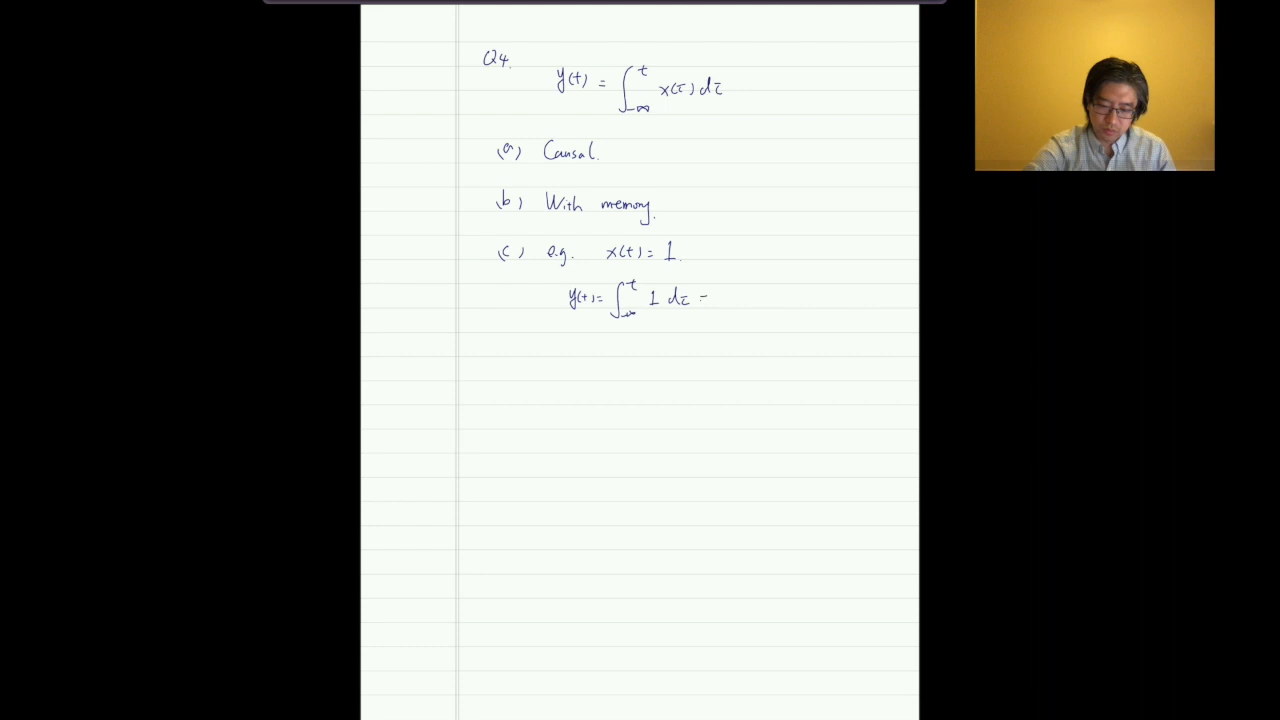 Q4.
y(t) = ∫_{-∞}^{t} x(τ) dτ
(a) Causal.
(b) With memory.
(c) e.g. x(t) = 1.
y(t) = ∫_{-∞}^{t} 1 dτ =